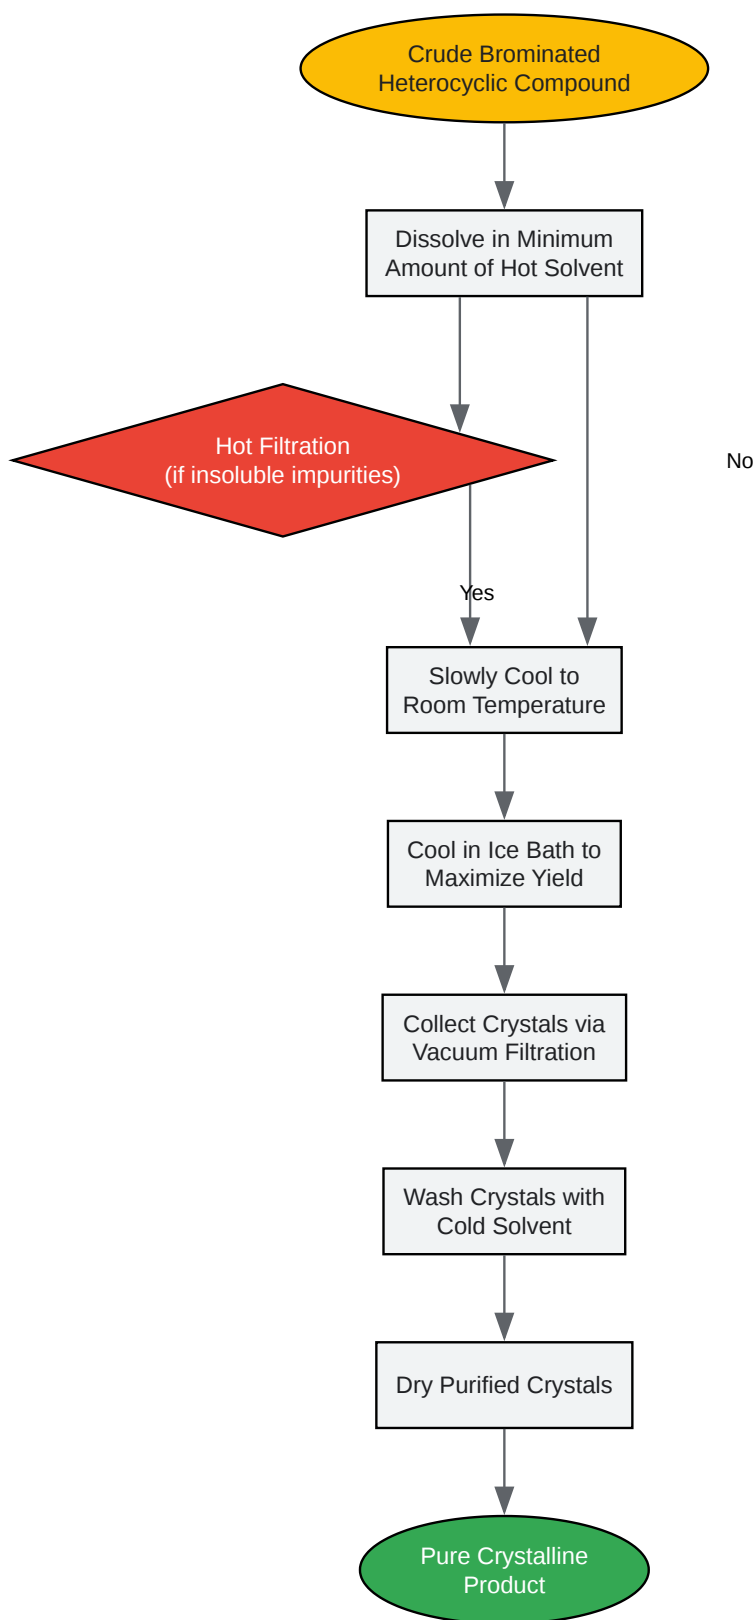 Crude Brominated
Heterocyclic Compound
Dissolve in Minimum
Amount of Hot Solvent
Hot Filtration
(if insoluble impurities)
No
Yes
Slowly Cool to
Room Temperature
Cool in Ice Bath to
Maximize Yield
Collect Crystals via
Vacuum Filtration
Wash Crystals with
Cold Solvent
Dry Purified Crystals
Pure Crystalline
Product